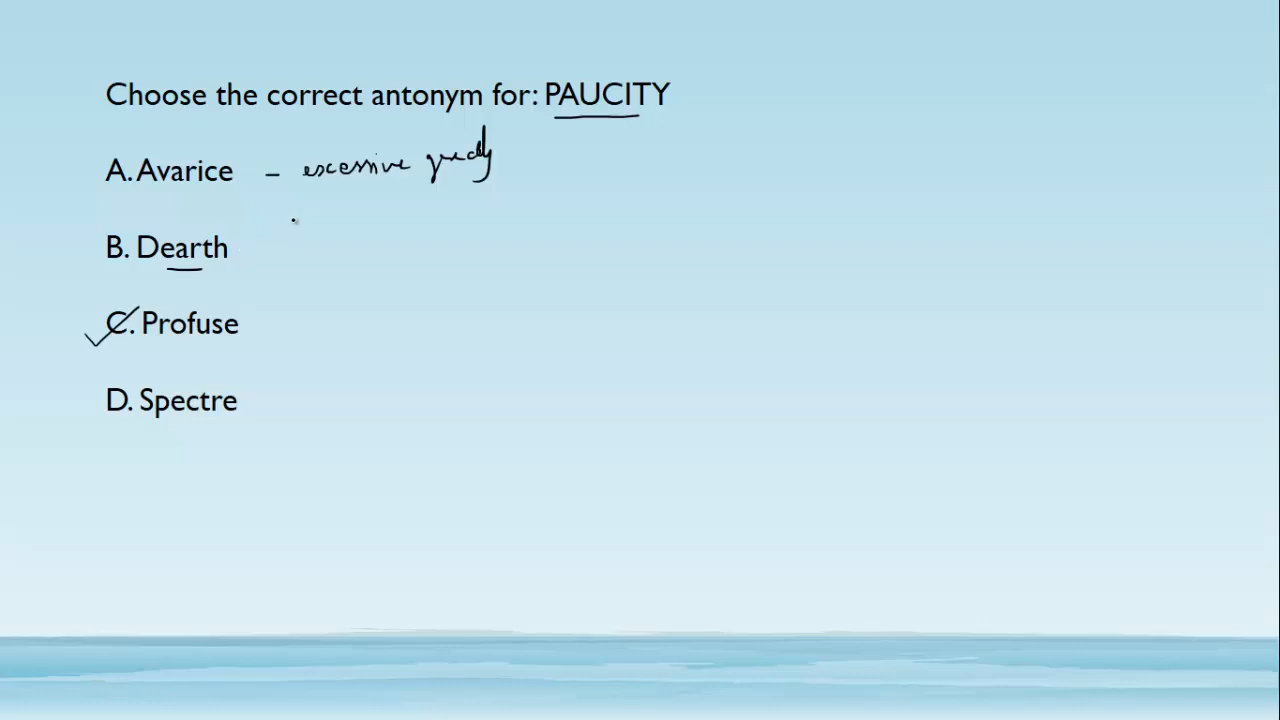 Choose the correct antonym for: PAUCITY
A. Avarice - excessive greedy
B. Dearth
C. Profuse
D. Spectre